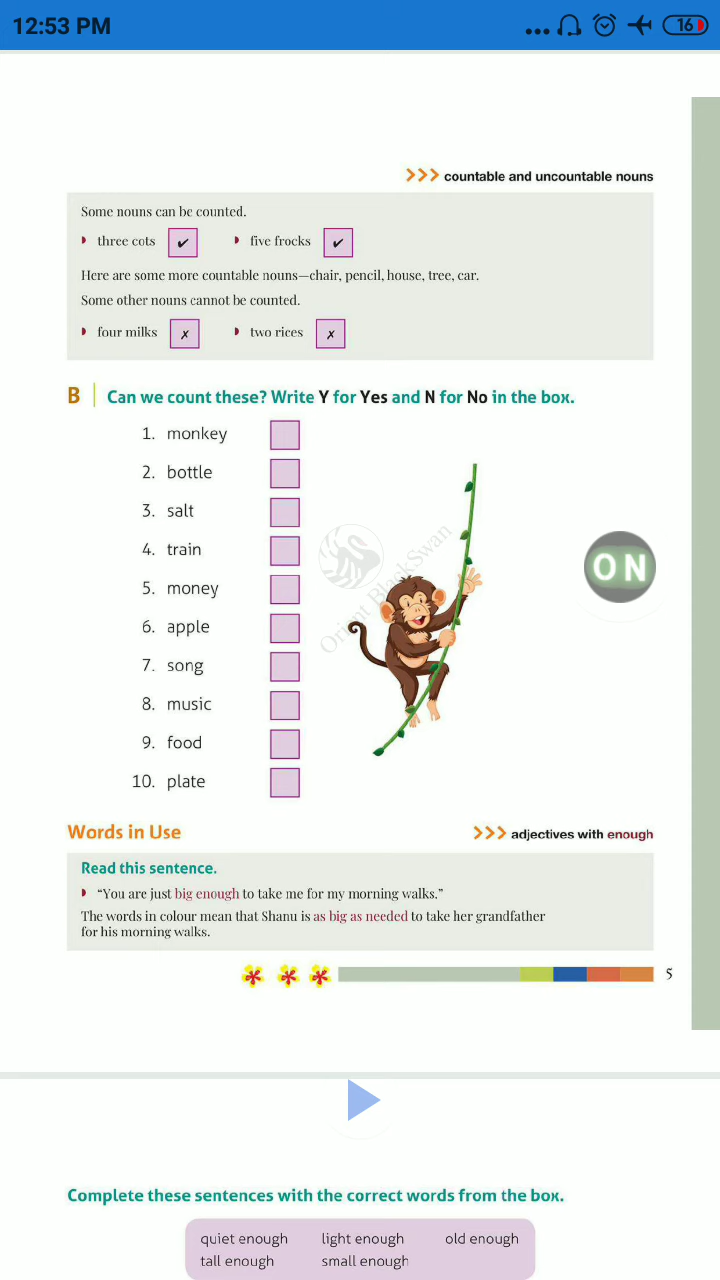 12:53 PM
16
>>> countable and uncountable nouns
Some nouns can be counted.
three cots ✔ five frocks ✔
Here are some more countable nouns—chair, pencil, house, tree, car.
Some other nouns cannot be counted.
four milks ✗ two rices ✗
B | Can we count these? Write Y for Yes and N for No in the box.
1. monkey
2. bottle
3. salt
4. train
5. money
6. apple
7. song
8. music
9. food
10. plate
Orient BlackSwan
ON
Words in Use
>>> adjectives with enough
Read this sentence.
“You are just big enough to take me for my morning walks.”
The words in colour mean that Shanu is as big as needed to take her grandfather
for his morning walks.
5
Complete these sentences with the correct words from the box.
quiet enough light enough old enough
tall enough small enough